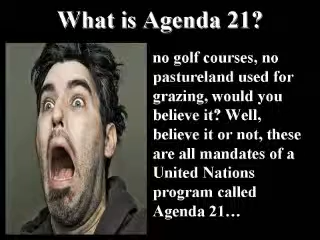 What is Agenda 21?
no golf courses, no
pastureland used for
grazing, would you
believe it? Well,
believe it or not, these
are all mandates of a
United Nations
program called
Agenda 21…